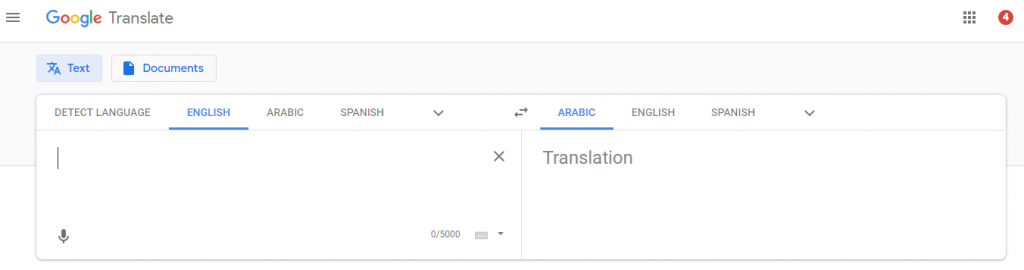 Google Translate 4
Text Documents
DETECT LANGUAGE ENGLISH ARABIC SPANISH ARABIC ENGLISH SPANISH
Translation
0/5000